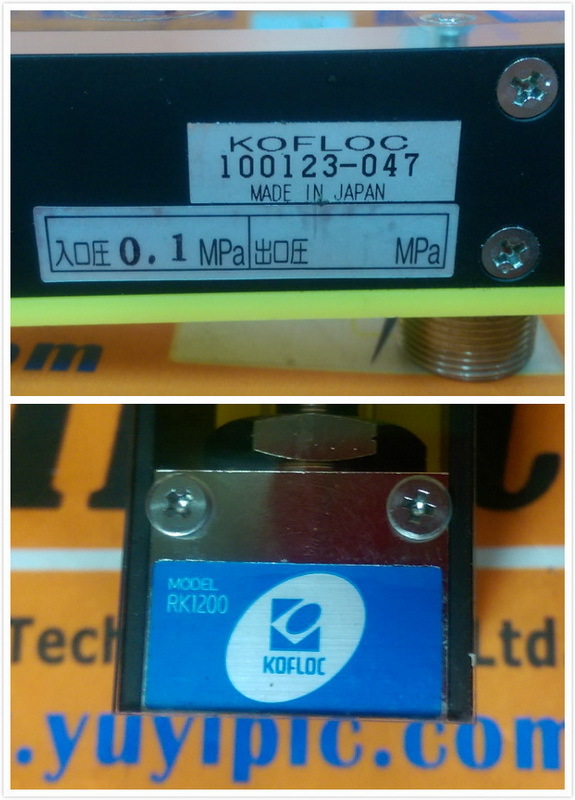 KOFLOC
100123-047
MADE IN JAPAN
入口圧 0.1 MPa 出口圧 MPa
om
MODEL
RK1200
KOFLOC
Tech Ltd.
.yuyipic.com